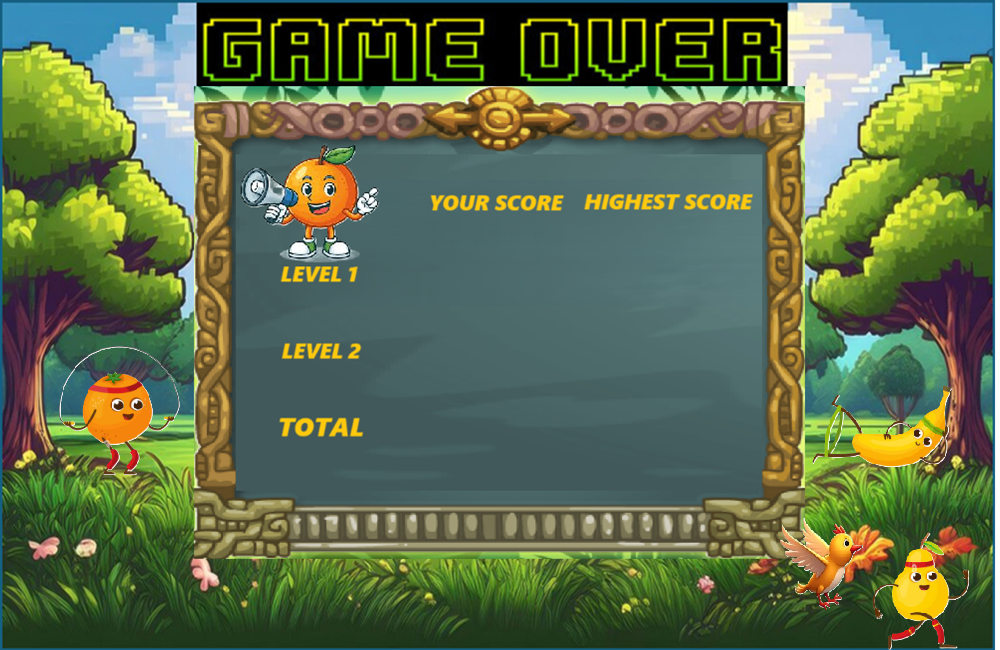 GAME OVER
YOUR SCORE HIGHEST SCORE
LEVEL 1
LEVEL 2
TOTAL